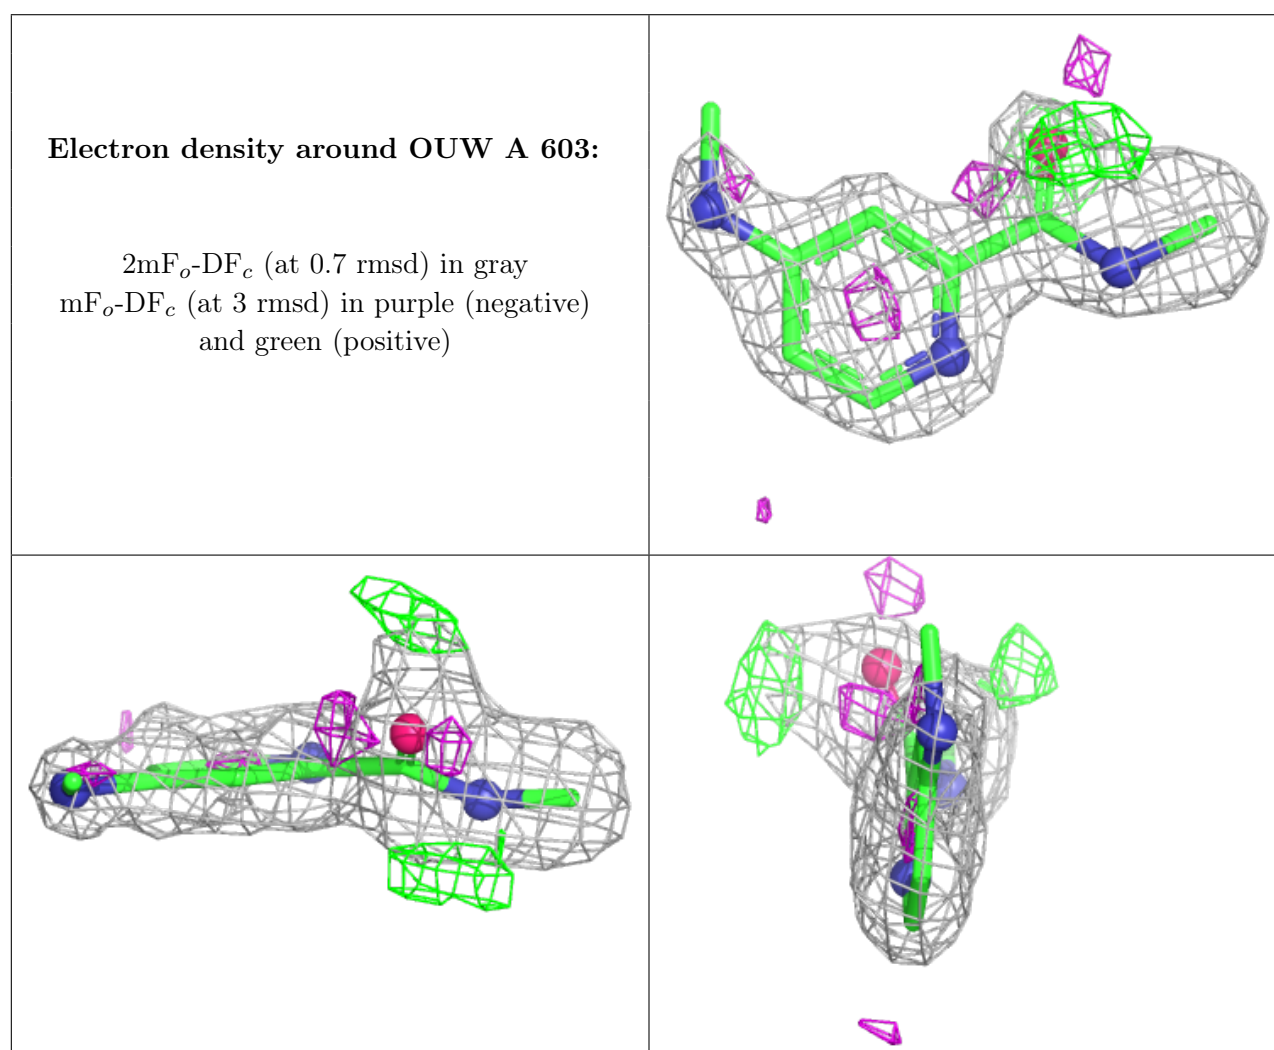 Electron density around OUW A 603:
2mFo-DFc (at 0.7 rmsd) in gray
mFo-DFc (at 3 rmsd) in purple (negative)
and green (positive)